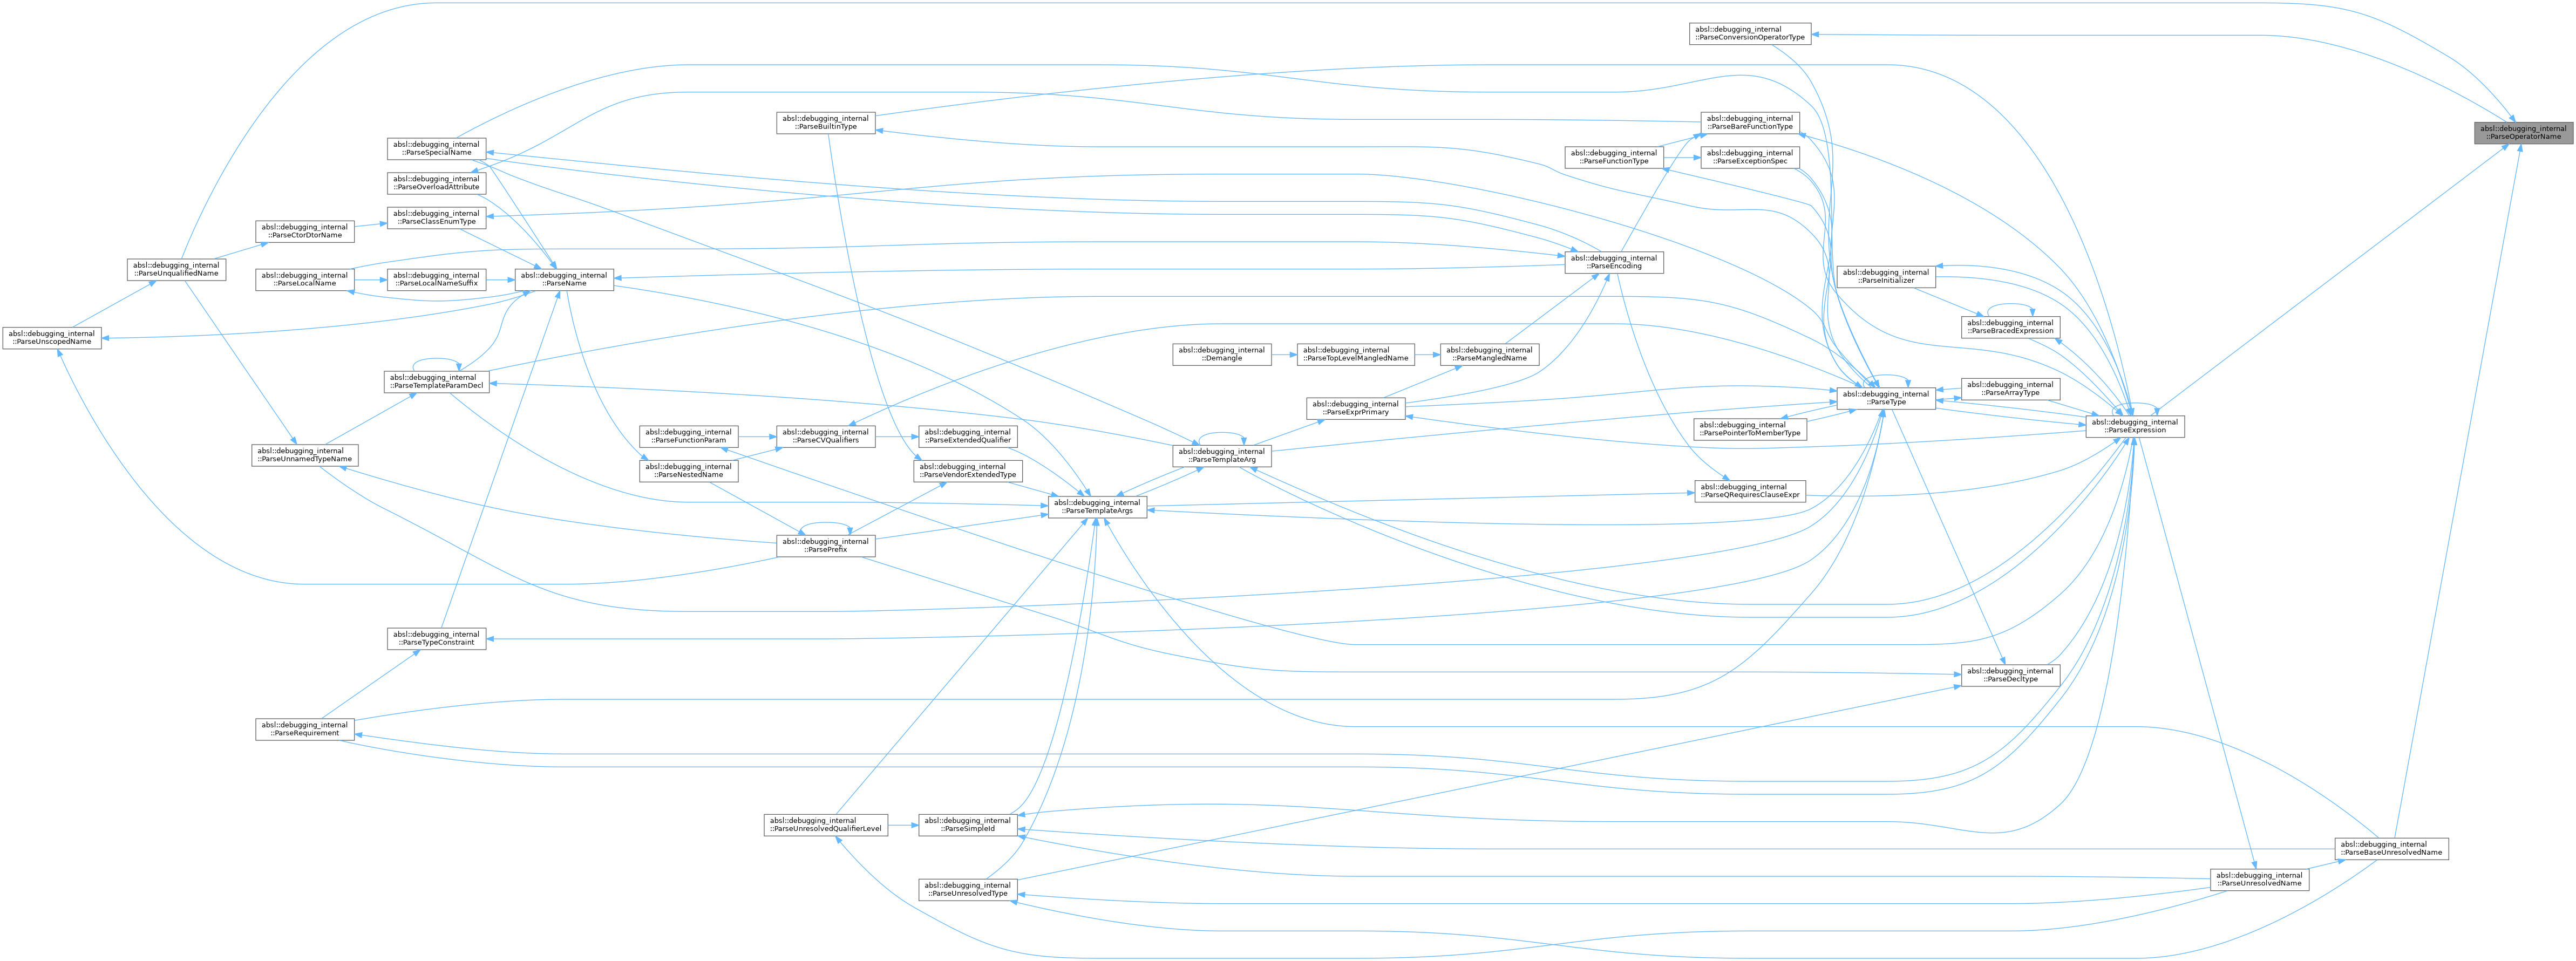 absl::debugging_internal
::ParseConversionOperatorType
absl::debugging_internal
::ParseBuiltinType
absl::debugging_internal
::ParseBareFunctionType
absl::debugging_internal
::ParseOperatorName
absl::debugging_internal
::ParseSpecialName
absl::debugging_internal
::ParseFunctionType
absl::debugging_internal
::ParseExceptionSpec
absl::debugging_internal
::ParseOverloadAttribute
absl::debugging_internal
::ParseClassEnumType
absl::debugging_internal
::ParseCtorDtorName
absl::debugging_internal
::ParseUnqualifiedName
absl::debugging_internal
::ParseLocalName
absl::debugging_internal
::ParseLocalNameSuffix
absl::debugging_internal
::ParseName
absl::debugging_internal
::ParseEncoding
absl::debugging_internal
::ParseInitializer
absl::debugging_internal
::ParseUnscopedName
absl::debugging_internal
::ParseBracedExpression
absl::debugging_internal
::Demangle
absl::debugging_internal
::ParseTopLevelMangledName
absl::debugging_internal
::ParseMangledName
absl::debugging_internal
::ParseTemplateParamDecl
absl::debugging_internal
::ParseExprPrimary
absl::debugging_internal
::ParseType
absl::debugging_internal
::ParseArrayType
absl::debugging_internal
::ParsePointerToMemberType
absl::debugging_internal
::ParseExpression
absl::debugging_internal
::ParseFunctionParam
absl::debugging_internal
::ParseCVQualifiers
absl::debugging_internal
::ParseExtendedQualifier
absl::debugging_internal
::ParseUnnamedTypeName
absl::debugging_internal
::ParseNestedName
absl::debugging_internal
::ParseVendorExtendedType
absl::debugging_internal
::ParseTemplateArg
absl::debugging_internal
::ParseQRequiresClauseExpr
absl::debugging_internal
::ParseTemplateArgs
absl::debugging_internal
::ParsePrefix
absl::debugging_internal
::ParseTypeConstraint
absl::debugging_internal
::ParseDecltype
absl::debugging_internal
::ParseRequirement
absl::debugging_internal
::ParseUnresolvedQualifierLevel
absl::debugging_internal
::ParseSimpleId
absl::debugging_internal
::ParseBaseUnresolvedName
absl::debugging_internal
::ParseUnresolvedType
absl::debugging_internal
::ParseUnresolvedName